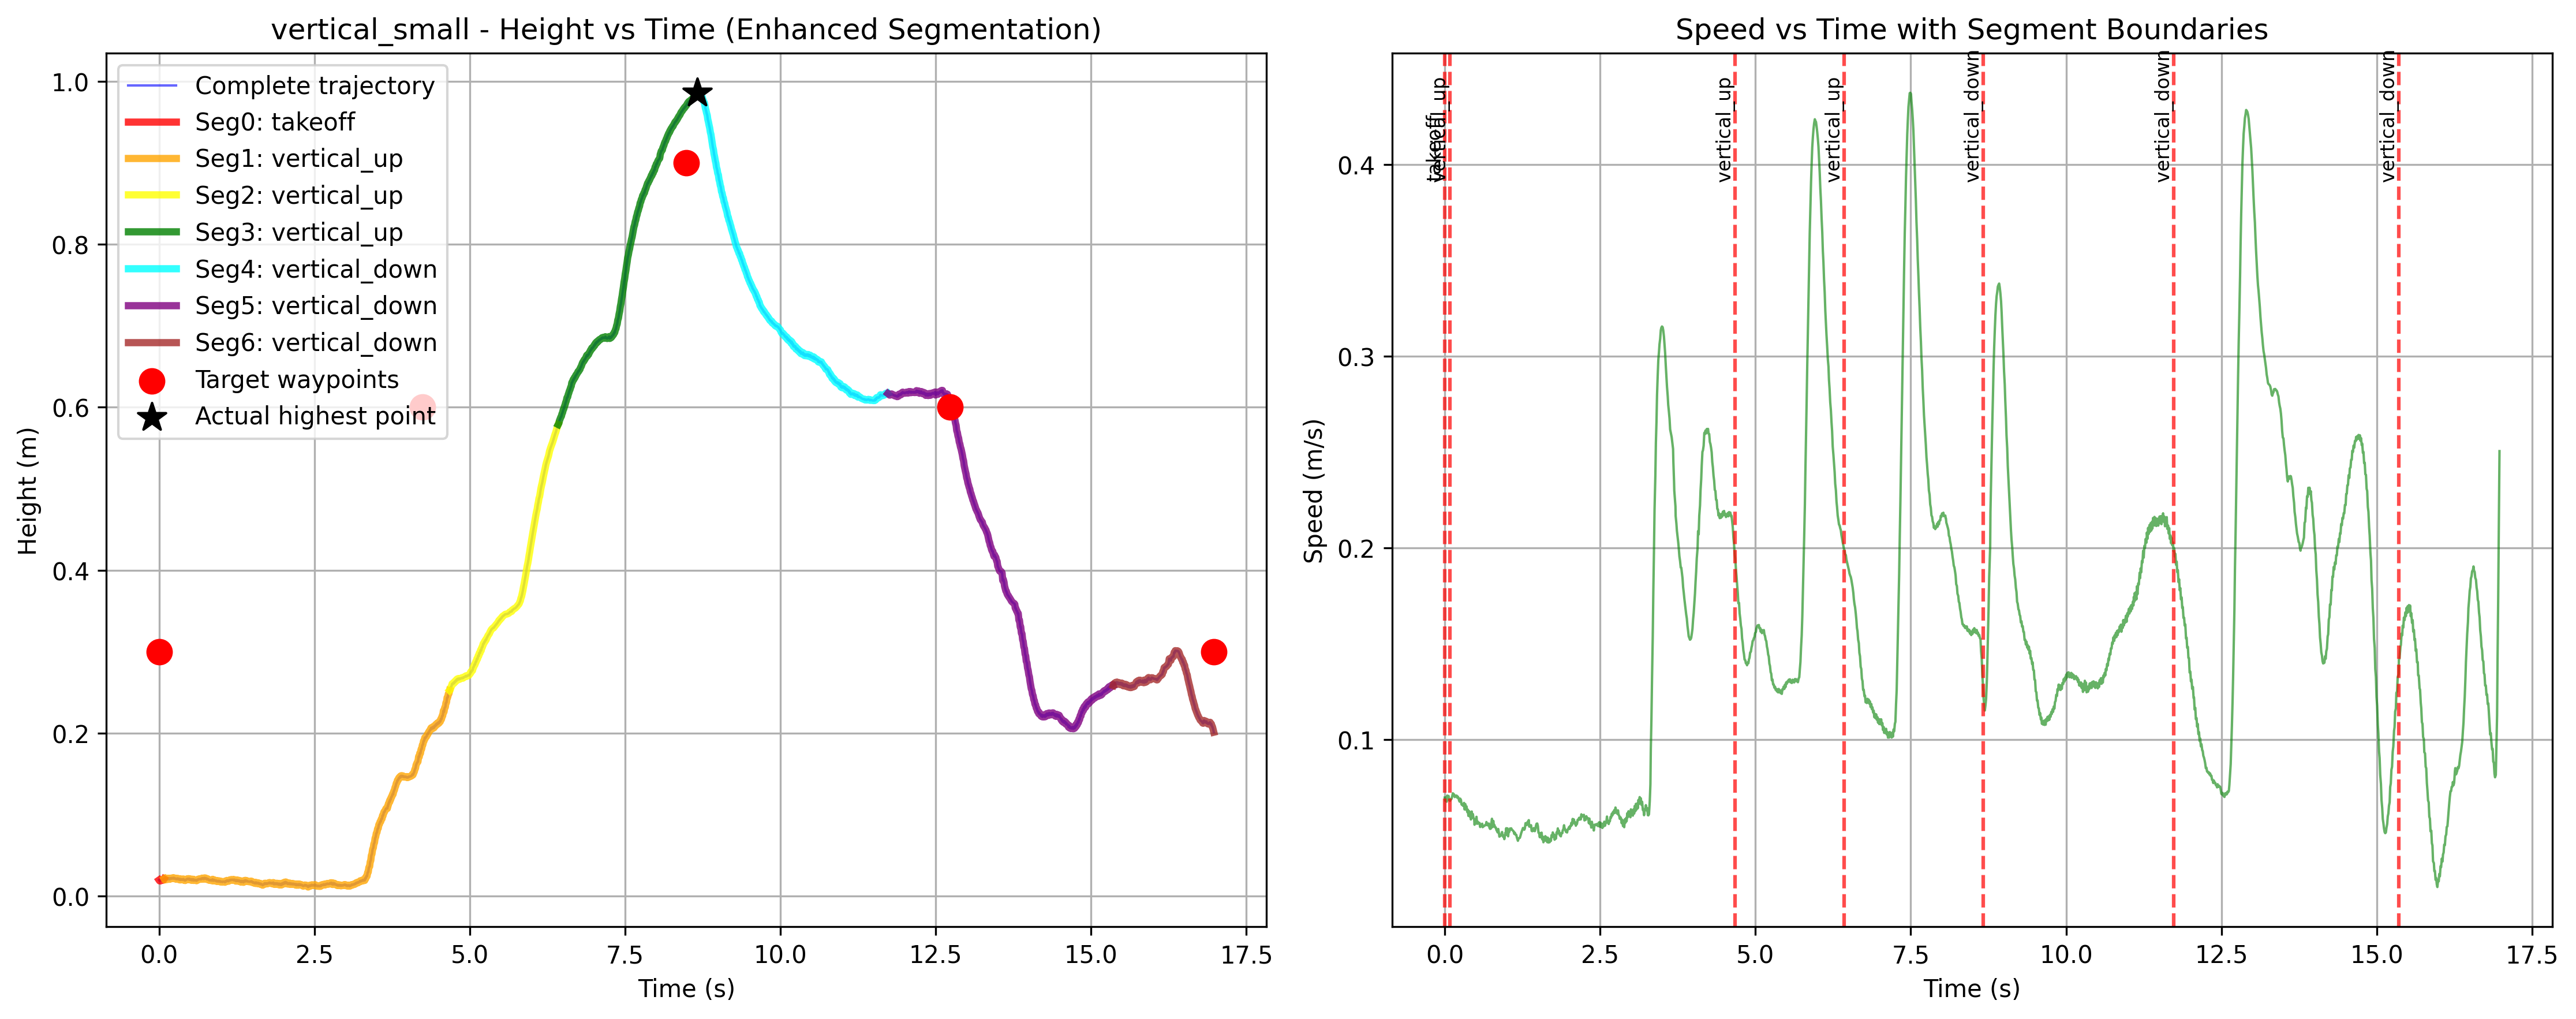 vertical_small - Height vs Time (Enhanced Segmentation)
Height (m)
1.0
0.8
0.6
0.4
0.2
0.0
Complete trajectory
Seg0: takeoff
Seg1: vertical_up
Seg2: vertical_up
Seg3: vertical_up
Seg4: vertical_down
Seg5: vertical_down
Seg6: vertical_down
Target waypoints
Actual highest point
0.0 2.5 5.0 7.5 10.0 12.5 15.0 17.5
Time (s)
Speed vs Time with Segment Boundaries
Speed (m/s)
0.4
0.3
0.2
0.1
takeoff
vertical_up
vertical_up
vertical_up
vertical_down
vertical_down
vertical_down
0.0 2.5 5.0 7.5 10.0 12.5 15.0 17.5
Time (s)